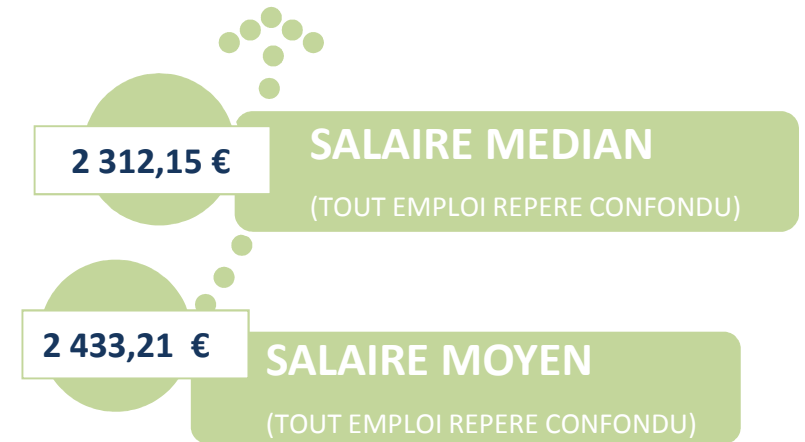 2 312,15 €
SALAIRE MEDIAN
(TOUT EMPLOI REPERE CONFONDU)
2 433,21 €
SALAIRE MOYEN
(TOUT EMPLOI REPERE CONFONDU)